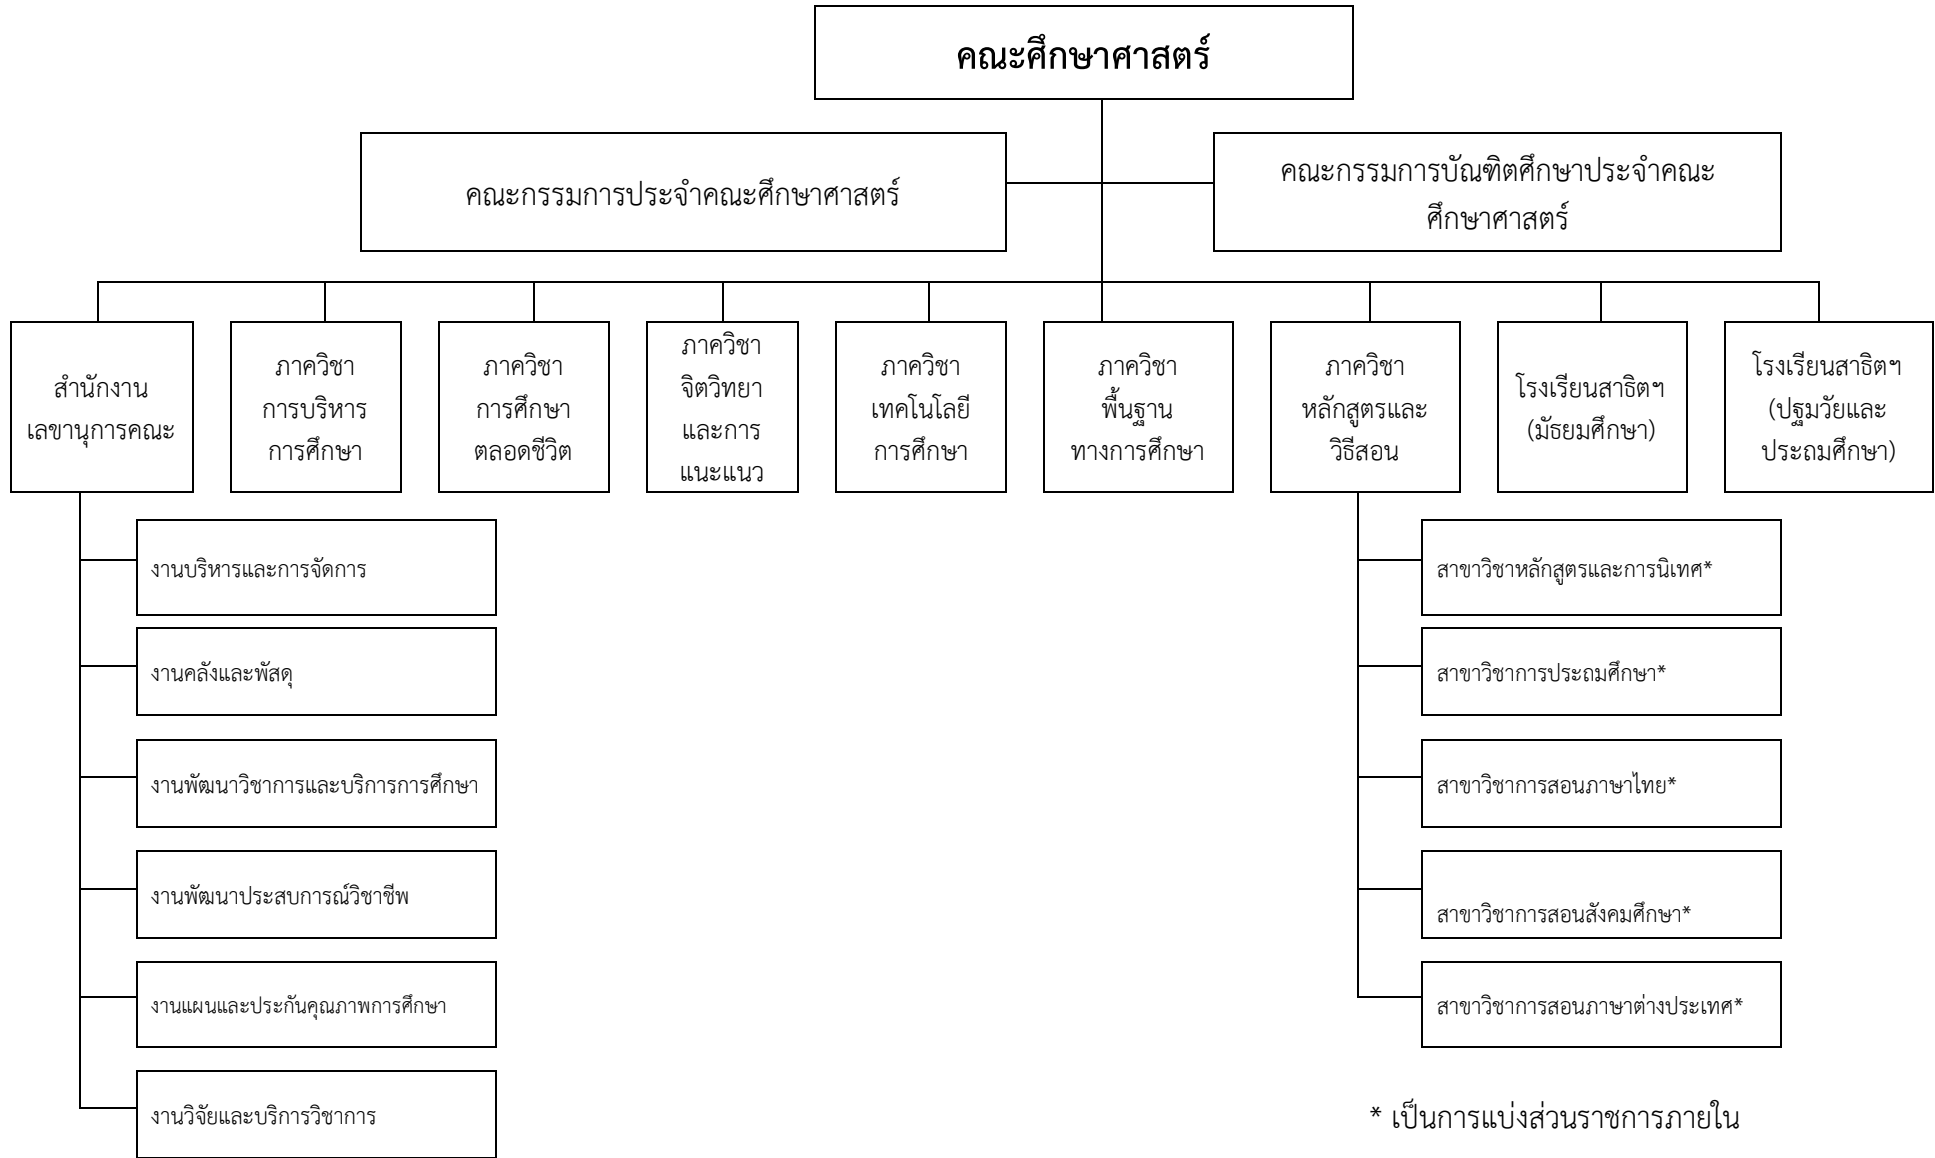 คณะศึกษาศาสตร์
คณะกรรมการประจำคณะศึกษาศาสตร์
คณะกรรมการบัณฑิตศึกษาประจำคณะ
ศึกษาศาสตร์
สำนักงาน
เลขานุการคณะ
ภาควิชา
การบริหาร
การศึกษา
ภาควิชา
การศึกษา
ตลอดชีวิต
ภาควิชา
จิตวิทยา
และการ
แนะแนว
ภาควิชา
เทคโนโลยี
การศึกษา
ภาควิชา
พื้นฐาน
ทางการศึกษา
ภาควิชา
หลักสูตรและ
วิธีสอน
โรงเรียนสาธิตฯ
(มัธยมศึกษา)
โรงเรียนสาธิตฯ
(ปฐมวัยและ
ประถมศึกษา)
งานบริหารและการจัดการ
งานคลังและพัสดุ
งานพัฒนาวิชาการและบริการการศึกษา
งานพัฒนาประสบการณ์วิชาชีพ
งานแผนและประกันคุณภาพการศึกษา
งานวิจัยและบริการวิชาการ
สาขาวิชาหลักสูตรและการนิเทศ*
สาขาวิชาการประถมศึกษา*
สาขาวิชาการสอนภาษาไทย*
สาขาวิชาการสอนสังคมศึกษา*
สาขาวิชาการสอนภาษาต่างประเทศ*
* เป็นการแบ่งส่วนราชการภายใน